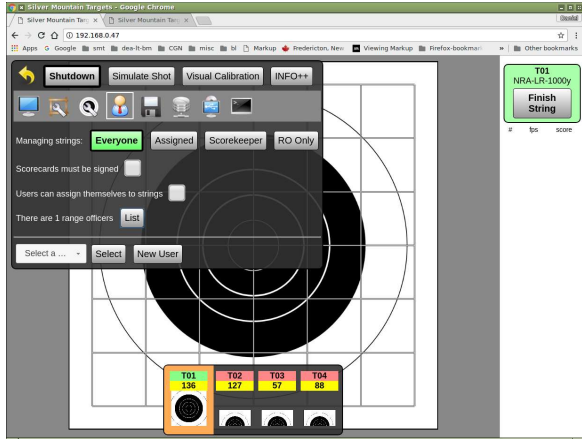 Silver Mountain Targets - Google Chrome
Silver Mountain Tar
Silver Mountain Targ
Daniel
192.168.0.47
Apps
Google
smt
dea-lt-bm
CGN
misc
bl
Markup
Fredericton, New
Viewing Markup
Firefox-bookmark
»
Other bookmarks
Shutdown
Simulate Shot
Visual Calibration
INFO++
Managing strings:
Everyone
Assigned
Scorekeeper
RO Only
Scorecards must be signed
Users can assign themselves to strings
There are 1 range officers
List
Select a ...
Select
New User
T01
NRA-LR-1000y
Finish
String
# fps score
T01 T02 T03 T04
136 127 57 88